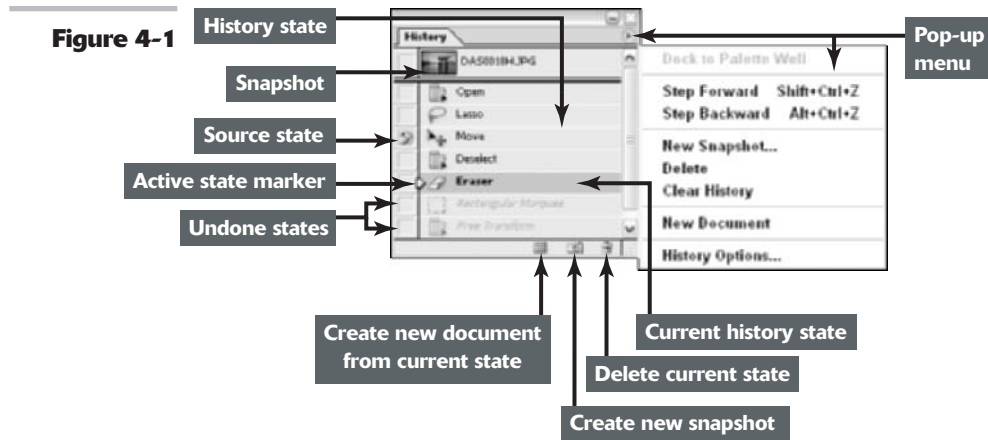 Figure 4-1
History state
Snapshot
Source state
Active state marker
Undone states
History
Open
Lasso
Move
Deselect
Eraser
Rectangular Marquee
Free Transform
Pop-up
menu
Dock to Palette Well
Step Forward Shift+Ctrl+Z
Step Backward Alt+Ctrl+Z
New Snapshot...
Delete
Clear History
New Document
History Options...
Create new document
from current state
Current history state
Delete current state
Create new snapshot